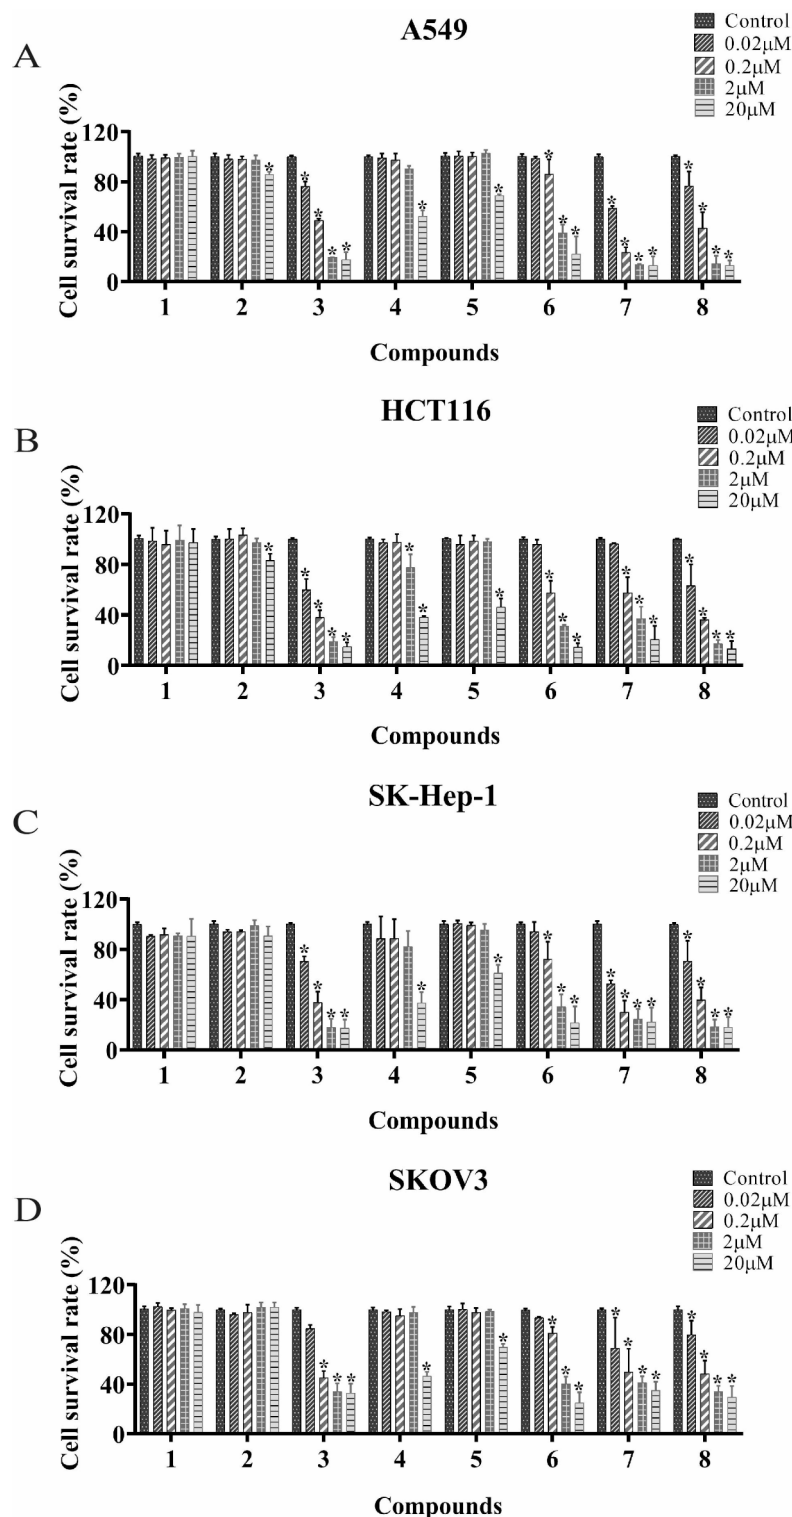 A549
A
Control
0.02μM
0.2μM
2μM
20μM
Cell survival rate (%)
120
80
40
0
* * * * * * * * * * * * * * * * * *
1 2 3 4 5 6 7 8
Compounds
HCT116
B
Control
0.02μM
0.2μM
2μM
20μM
Cell survival rate (%)
120
80
40
0
* * * * * * * * * * * * * * * * * *
1 2 3 4 5 6 7 8
Compounds
SK-Hep-1
C
Control
0.02μM
0.2μM
2μM
20μM
Cell survival rate (%)
120
80
40
0
* * * * * * * * * * * * * * * * *
1 2 3 4 5 6 7 8
Compounds
SKOV3
D
Control
0.02μM
0.2μM
2μM
20μM
Cell survival rate (%)
120
80
40
0
* * * * * * * * * * * * * * * *
1 2 3 4 5 6 7 8
Compounds